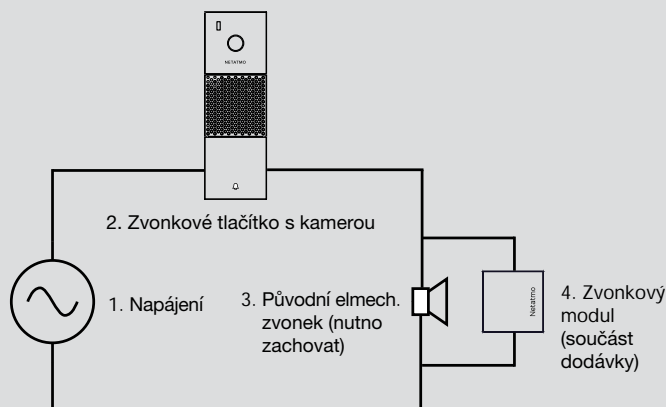 NETATMO
2. Zvonkové tlačítko s kamerou
1. Napájení
3. Původní elmech.
zvonek (nutno
zachovat)
Netatmo
4. Zvonkový
modul
(součást
dodávky)